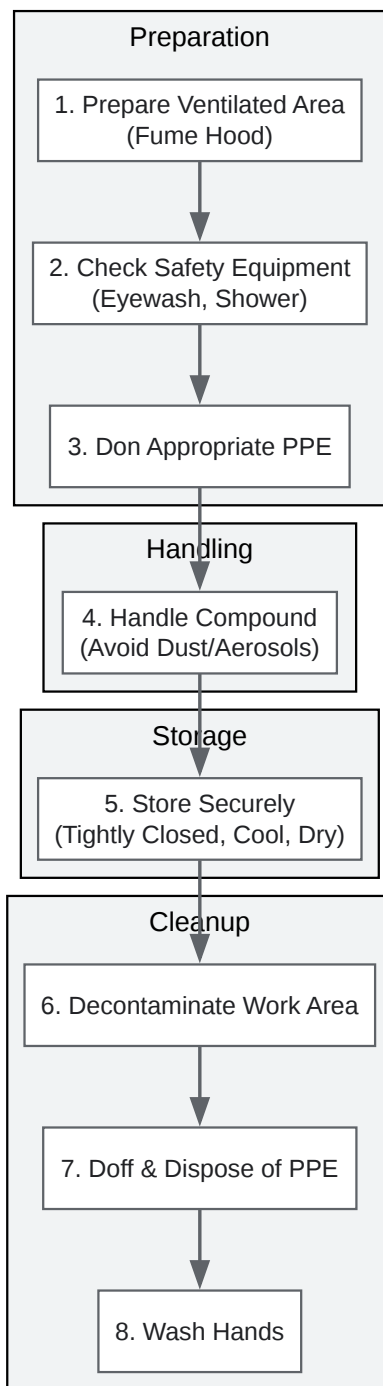 Preparation
1. Prepare Ventilated Area
(Fume Hood)
2. Check Safety Equipment
(Eyewash, Shower)
3. Don Appropriate PPE
Handling
4. Handle Compound
(Avoid Dust/Aerosols)
Storage
5. Store Securely
(Tightly Closed, Cool, Dry)
Cleanup
6. Decontaminate Work Area
7. Doff & Dispose of PPE
8. Wash Hands